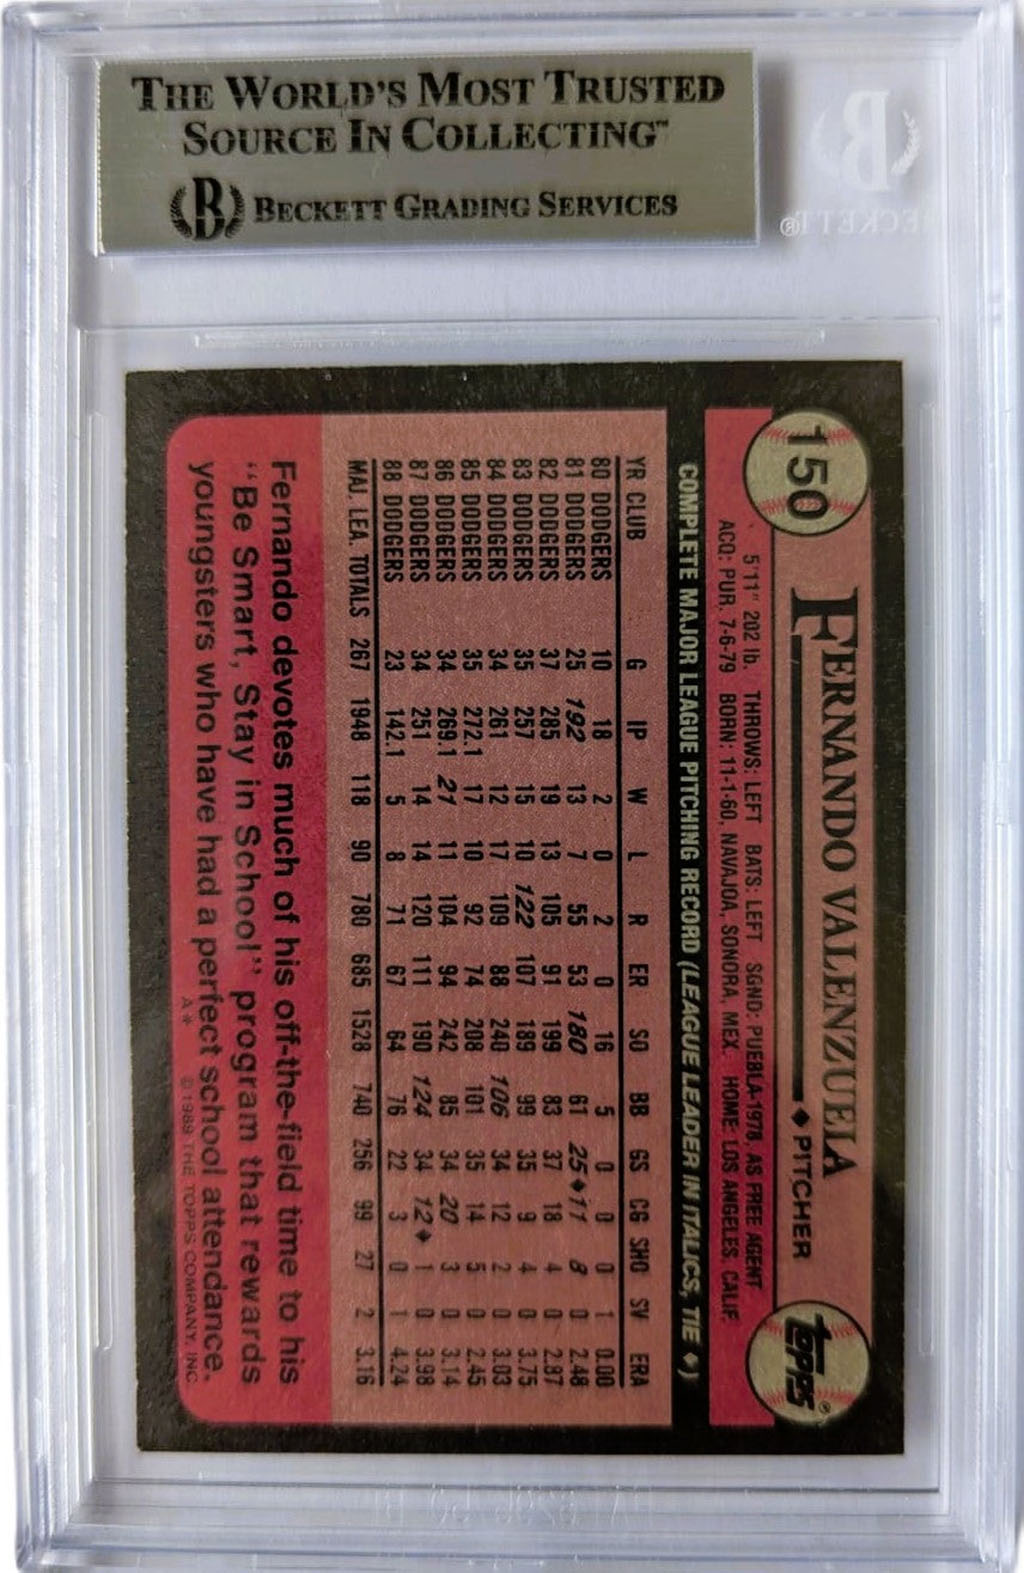 THE WORLD'S MOST TRUSTED
SOURCE IN COLLECTING™
B BECKETT GRADING SERVICES
B
BECKETT®
150
FERNANDO VALENZUELA
◆ PITCHER
TOPPS®
5'11" 202 lb. THROWS: LEFT BATS: LEFT SGND: PUEBLA-1978, AS FREE AGENT
ACQ: PUR. 7-6-79 BORN: 11-1-60, NAVAJOA, SONORA, MEX. HOME: LOS ANGELES, CALIF.
COMPLETE MAJOR LEAGUE PITCHING RECORD (LEAGUE LEADER IN ITALICS, TIE ◆)
YR CLUB G IP W L R ER SO BB GS CG SHO SV ERA
80 DODGERS 10 18 2 0 2 0 16 5 0 0 0 1 0.00
81 DODGERS 25 192 13 7 55 53 180 61 25◆ 11 8 0 2.48
82 DODGERS 37 285 19 13 105 91 199 83 37 18 4 0 2.87
83 DODGERS 35 257 15 10 122 107 189 99 35 9 4 0 3.75
84 DODGERS 34 261 12 17 109 88 240 106 34 12 2 0 3.03
85 DODGERS 35 272.1 17 10 92 74 208 101 35 14 5 0 2.45
86 DODGERS 34 269.1 21 11 104 94 242 85 34 20 3 0 3.14
87 DODGERS 34 251 14 14 120 111 190 124 34 12◆ 1 0 3.98
88 DODGERS 23 142.1 5 8 71 67 64 76 22 3 0 1 4.24
MAJ. LEA. TOTALS 267 1948 118 90 780 685 1528 740 256 99 27 2 3.16
Fernando devotes much of his off-the-field time to his
"Be Smart, Stay in School" program that rewards
youngsters who have had a perfect school attendance.
A* ©1989 THE TOPPS COMPANY, INC.